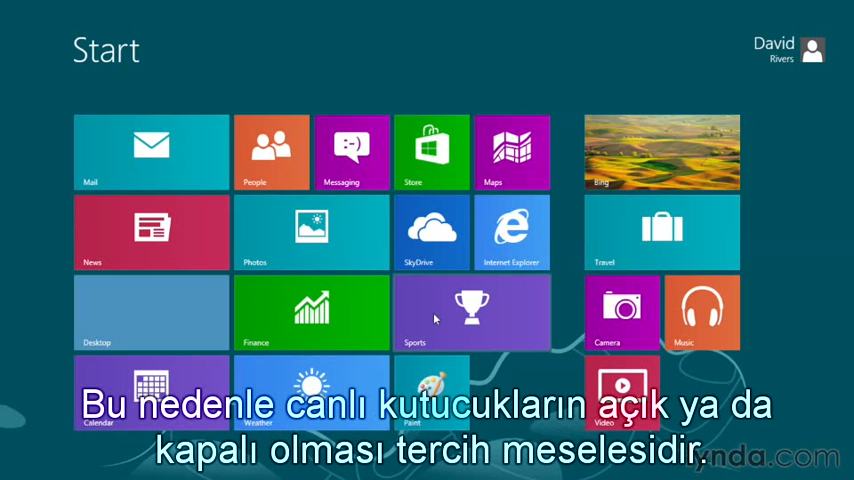 Start
David
Rivers
Mail
People
Messaging
Store
Maps
Bing
News
Photos
SkyDrive
Internet Explorer
Travel
Desktop
Finance
Sports
Camera
Music
Calendar
Weather
Paint
Video
Bu nedenle canlı kutucukların açık ya da
kapalı olması tercih meselesidir.
lynda.com